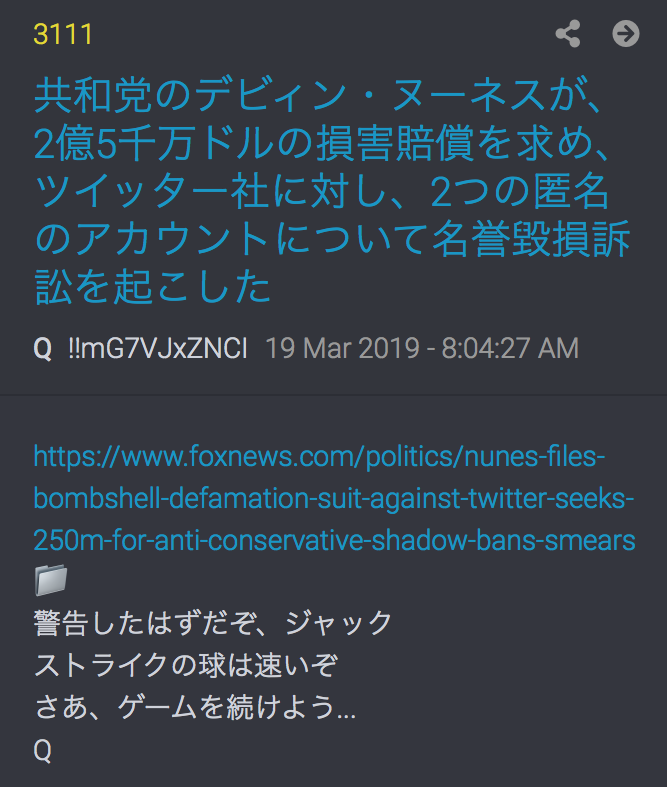 3111
共和党のデビィン・ヌーネスが、
2億5千万ドルの損害賠償を求め、
ツイッター社に対し、2つの匿名
のアカウントについて名誉毀損訴
訟を起こした
Q !!mG7VJxZNCI 19 Mar 2019 - 8:04:27 AM
https://www.foxnews.com/politics/nunes-files-
bombshell-defamation-suit-against-twitter-seeks-
250m-for-anti-conservative-shadow-bans-smears
警告したはずだぞ、ジャック
ストライクの球は速いぞ
さあ、ゲームを続けよう...
Q